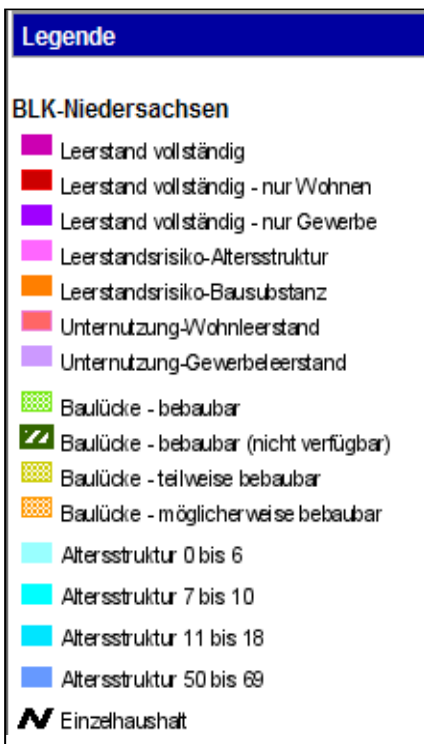 Legende
BLK-Niedersachsen
Leerstand vollständig
Leerstand vollständig - nur Wohnen
Leerstand vollständig - nur Gewerbe
Leerstandsrisiko-Altersstruktur
Leerstandsrisiko-Bausubstanz
Unternutzung-Wohnleerstand
Unternutzung-Gewerbeleerstand
Baulücke - bebaubar
Baulücke - bebaubar (nicht verfügbar)
Baulücke - teilweise bebaubar
Baulücke - möglicherweise bebaubar
Altersstruktur 0 bis 6
Altersstruktur 7 bis 10
Altersstruktur 11 bis 18
Altersstruktur 50 bis 69
Einzelhaushalt